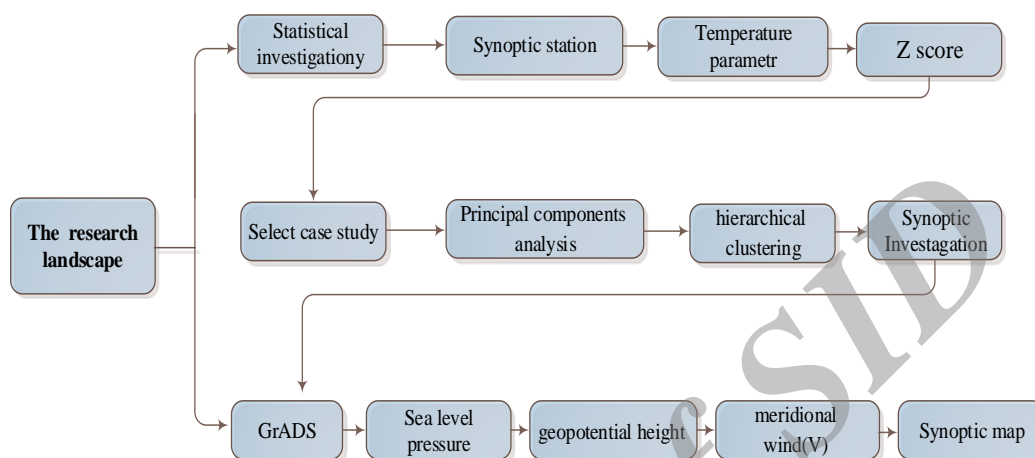 Statistical
investigationy
Synoptic station
Temperature
parametr
Z score
The research
landscape
Select case study
Principal components
analysis
hierarchical
clustering
Synoptic
Investagation
GrADS
Sea level
pressure
geopotential height
meridional
wind(V)
Synoptic map
SID